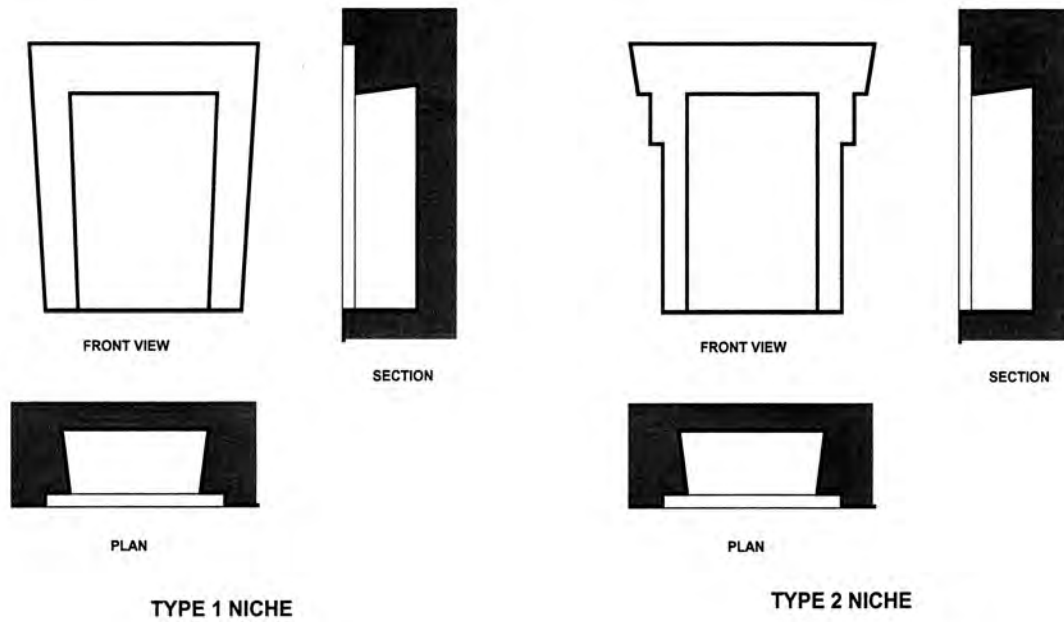 FRONT VIEW
SECTION
PLAN
TYPE 1 NICHE
FRONT VIEW
SECTION
PLAN
TYPE 2 NICHE